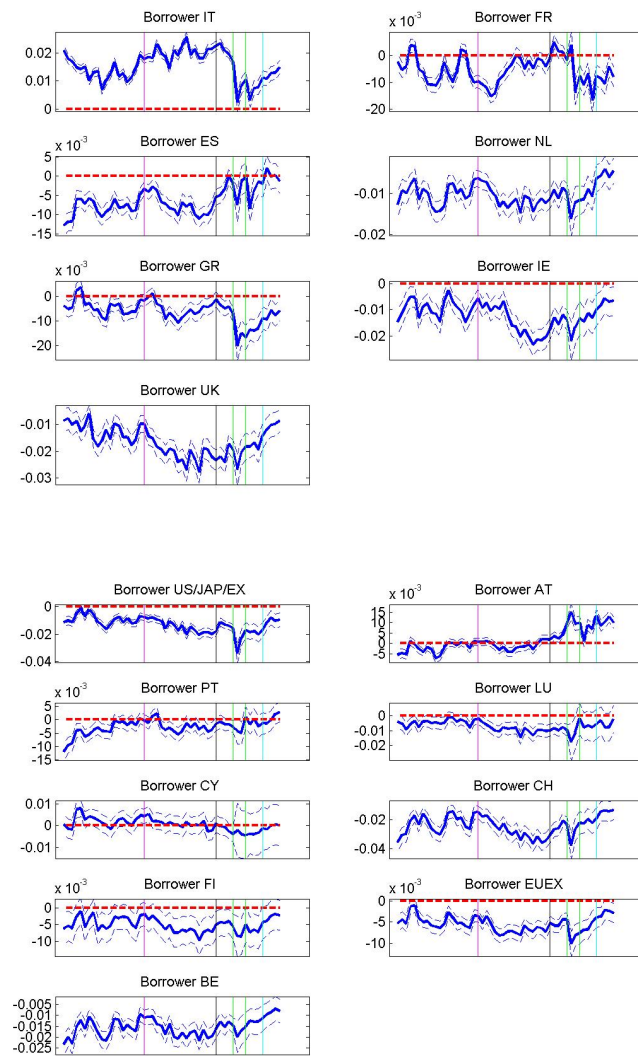 Borrower IT
0.02
0.01
0
Borrower FR
x 10^-3
0
-10
-20
Borrower ES
x 10^-3
5
0
-5
-10
-15
Borrower NL
-0.01
-0.02
Borrower GR
x 10^-3
0
-10
-20
Borrower IE
0
-0.01
-0.02
Borrower UK
-0.01
-0.02
-0.03
Borrower US/JAP/EX
0
-0.02
-0.04
Borrower AT
x 10^-3
15
10
5
0
-5
Borrower PT
x 10^-3
5
0
-5
-10
-15
Borrower LU
0
-0.01
-0.02
Borrower CY
0.01
0
-0.01
Borrower CH
-0.02
-0.04
Borrower FI
x 10^-3
0
-5
-10
Borrower EUEX
x 10^-3
0
-5
-10
Borrower BE
-0.005
-0.01
-0.015
-0.02
-0.025